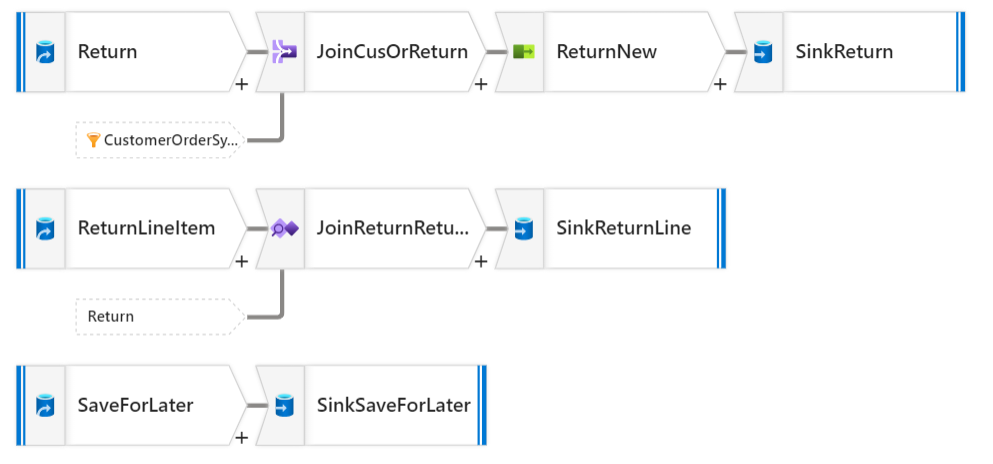 Return
JoinCusOrReturn
ReturnNew
SinkReturn
+
+
+
CustomerOrderSy...
ReturnLineItem
JoinReturnRetu...
SinkReturnLine
+
+
Return
SaveForLater
SinkSaveForLater
+